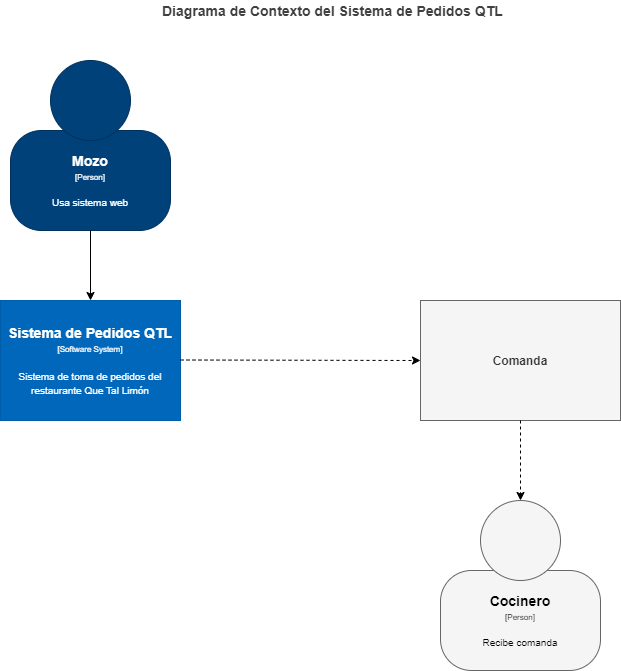 Diagrama de Contexto del Sistema de Pedidos QTL
Mozo
[Person]
Usa sistema web
Sistema de Pedidos QTL
[Software System]
Sistema de toma de pedidos del
restaurante Que Tal Limón
Comanda
Cocinero
[Person]
Recibe comanda